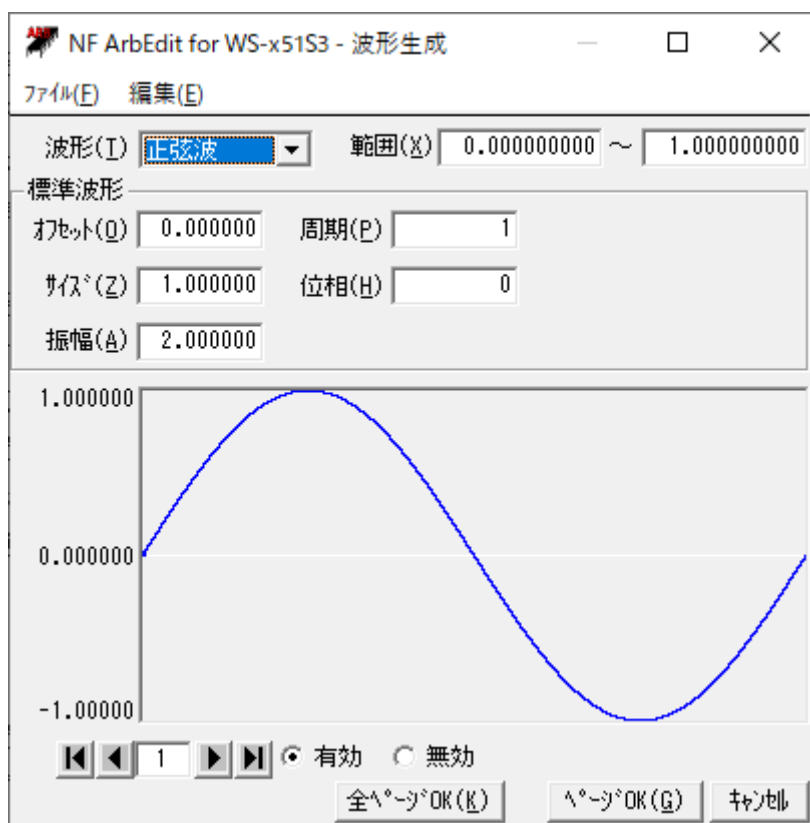 NF ArbEdit for WS-x51S3 - 波形生成
ﾌｧｲﾙ(F) 編集(E)
波形(T) 正弦波 範囲(X) 0.000000000 ～ 1.000000000
標準波形
ｵﾌｾｯﾄ(O) 0.000000 周期(P) 1
ｻｲｽﾞ(Z) 1.000000 位相(H) 0
振幅(A) 2.000000
1.000000
0.000000
-1.00000
1 有効 無効
全ﾍﾟｰｼﾞOK(K) ﾍﾟｰｼﾞOK(G) ｷｬﾝｾﾙ